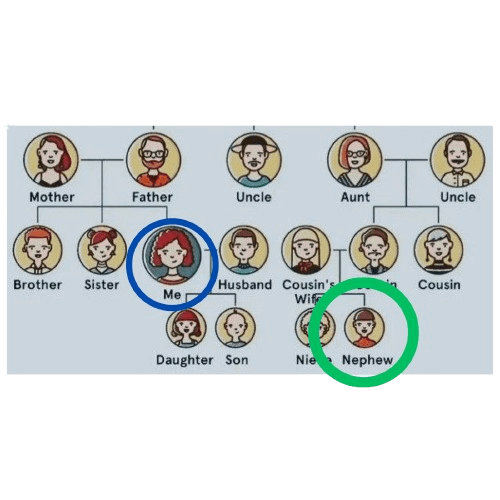 Mother Father Uncle Aunt Uncle
Brother Sister Me Husband Cousin's Cousin
Wife
Daughter Son Nephew